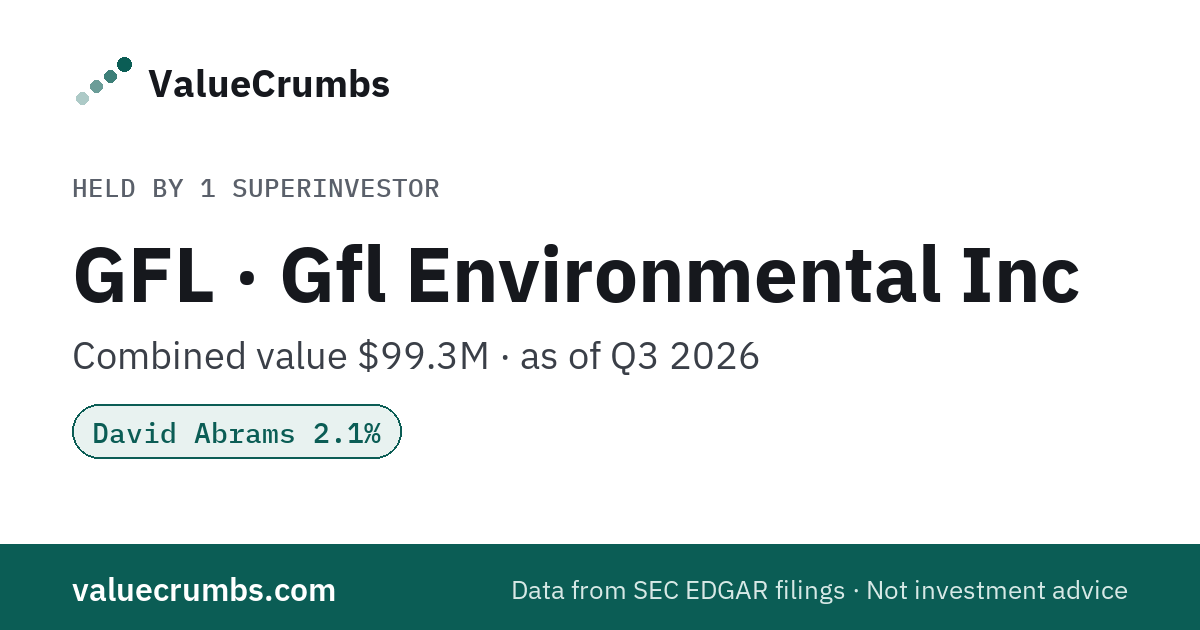 ValueCrumbs
HELD BY 1 SUPERINVESTOR
GFL · Gfl Environmental Inc
Combined value $99.3M · as of Q3 2026
David Abrams 2.1%
valuecrumbs.com
Data from SEC EDGAR filings · Not investment advice